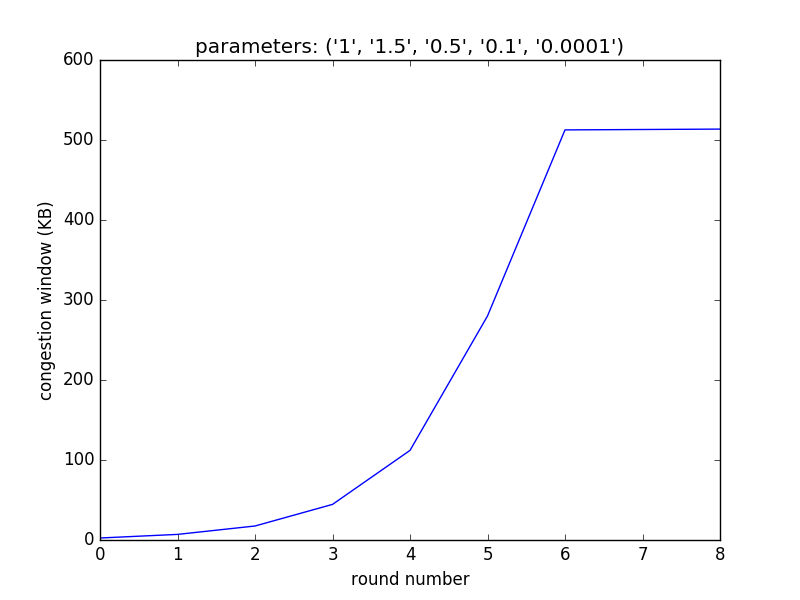 parameters: ('1', '1.5', '0.5', '0.1', '0.0001')
600
500
400
300
200
100
0
congestion window (KB)
0 1 2 3 4 5 6 7 8
round number